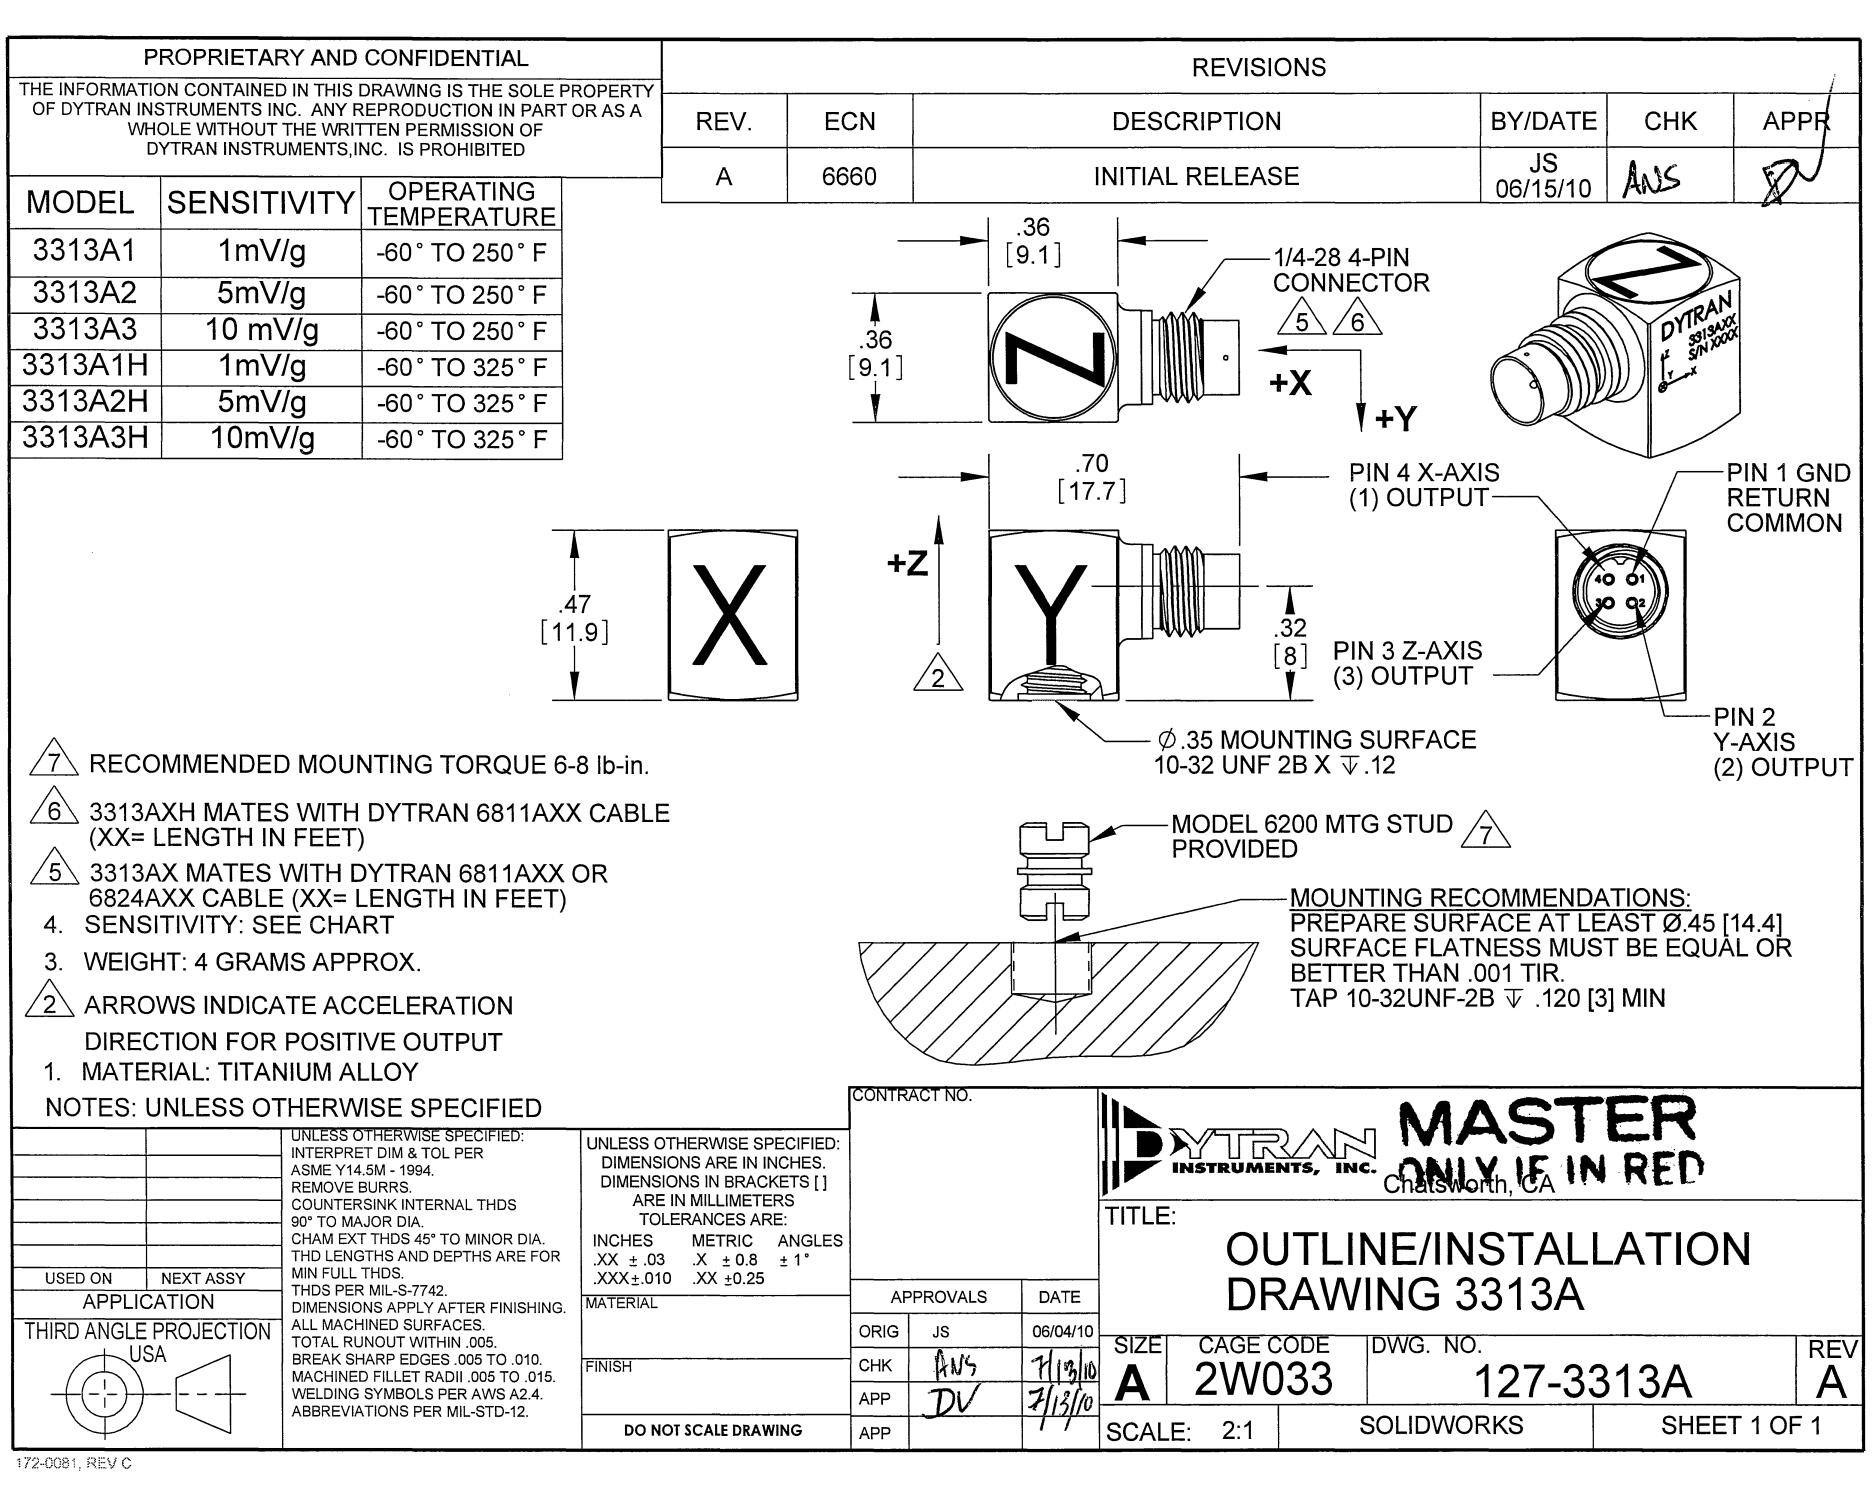 PROPRIETARY AND CONFIDENTIAL
THE INFORMATION CONTAINED IN THIS DRAWING IS THE SOLE PROPERTY
OF DYTRAN INSTRUMENTS INC. ANY REPRODUCTION IN PART OR AS A
WHOLE WITHOUT THE WRITTEN PERMISSION OF
DYTRAN INSTRUMENTS,INC. IS PROHIBITED
REVISIONS
REV. ECN DESCRIPTION BY/DATE CHK APPR
A 6660 INITIAL RELEASE JS 06/15/10 ANS
MODEL SENSITIVITY OPERATING TEMPERATURE
3313A1 1mV/g -60° TO 250° F
3313A2 5mV/g -60° TO 250° F
3313A3 10 mV/g -60° TO 250° F
3313A1H 1mV/g -60° TO 325° F
3313A2H 5mV/g -60° TO 325° F
3313A3H 10mV/g -60° TO 325° F
.36
[9.1]
.36
[9.1]
Z
1/4-28 4-PIN
CONNECTOR
5 6
+X
+Y
Z
DYTRAN
3313AXX
S/N XXXX
Z
Y X
.70
[17.7]
PIN 4 X-AXIS
(1) OUTPUT
PIN 1 GND
RETURN
COMMON
.47
[11.9]
X
+Z
2
Y
.32
[8]
4 1
3 2
PIN 3 Z-AXIS
(3) OUTPUT
PIN 2
Y-AXIS
(2) OUTPUT
Ø.35 MOUNTING SURFACE
10-32 UNF 2B X ↧.12
MODEL 6200 MTG STUD 7
PROVIDED
MOUNTING RECOMMENDATIONS:
PREPARE SURFACE AT LEAST Ø.45 [14.4]
SURFACE FLATNESS MUST BE EQUAL OR
BETTER THAN .001 TIR.
TAP 10-32UNF-2B ↧ .120 [3] MIN
7 RECOMMENDED MOUNTING TORQUE 6-8 lb-in.
6 3313AXH MATES WITH DYTRAN 6811AXX CABLE
(XX= LENGTH IN FEET)
5 3313AX MATES WITH DYTRAN 6811AXX OR
6824AXX CABLE (XX= LENGTH IN FEET)
4. SENSITIVITY: SEE CHART
3. WEIGHT: 4 GRAMS APPROX.
2 ARROWS INDICATE ACCELERATION
DIRECTION FOR POSITIVE OUTPUT
1. MATERIAL: TITANIUM ALLOY
NOTES: UNLESS OTHERWISE SPECIFIED
USED ON NEXT ASSY
APPLICATION
THIRD ANGLE PROJECTION
USA
UNLESS OTHERWISE SPECIFIED:
INTERPRET DIM & TOL PER
ASME Y14.5M - 1994.
REMOVE BURRS.
COUNTERSINK INTERNAL THDS
90° TO MAJOR DIA.
CHAM EXT THDS 45° TO MINOR DIA.
THD LENGTHS AND DEPTHS ARE FOR
MIN FULL THDS.
THDS PER MIL-S-7742.
DIMENSIONS APPLY AFTER FINISHING.
ALL MACHINED SURFACES.
TOTAL RUNOUT WITHIN .005.
BREAK SHARP EDGES .005 TO .010.
MACHINED FILLET RADII .005 TO .015.
WELDING SYMBOLS PER AWS A2.4.
ABBREVIATIONS PER MIL-STD-12.
UNLESS OTHERWISE SPECIFIED:
DIMENSIONS ARE IN INCHES.
DIMENSIONS IN BRACKETS [ ]
ARE IN MILLIMETERS
TOLERANCES ARE:
INCHES METRIC ANGLES
.XX ± .03 .X ± 0.8 ± 1°
.XXX±.010 .XX ±0.25
MATERIAL
FINISH
DO NOT SCALE DRAWING
CONTRACT NO.
APPROVALS DATE
ORIG JS 06/04/10
CHK ANS 7/13/10
APP DV 7/13/10
APP
DYTRAN
INSTRUMENTS, INC.
Chatsworth, CA
MASTER
ONLY IF IN RED
TITLE:
OUTLINE/INSTALLATION
DRAWING 3313A
SIZE CAGE CODE DWG. NO. REV
A 2W033 127-3313A A
SCALE: 2:1 SOLIDWORKS SHEET 1 OF 1
172-0081, REV C